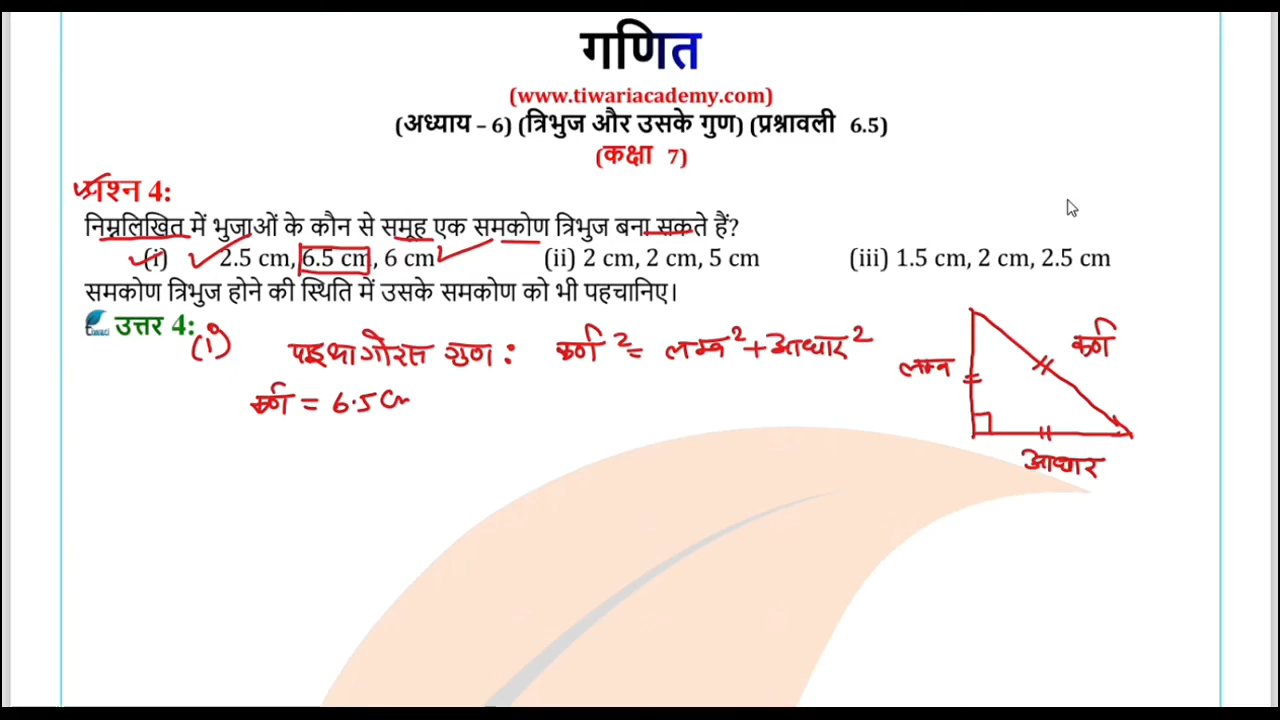 गणित
(www.tiwariacademy.com)
(अध्याय – 6) (त्रिभुज और उसके गुण) (प्रश्नावली 6.5)
(कक्षा 7)
प्रश्न 4:
निम्नलिखित में भुजाओं के कौन से समूह एक समकोण त्रिभुज बना सकते हैं?
(i) 2.5 cm, 6.5 cm, 6 cm (ii) 2 cm, 2 cm, 5 cm (iii) 1.5 cm, 2 cm, 2.5 cm
समकोण त्रिभुज होने की स्थिति में उसके समकोण को भी पहचानिए।
उत्तर 4:
(i) पाइथागोरस गुण : कर्ण² = लम्ब² + आधार²
कर्ण = 6.5 cm
लम्ब
कर्ण
आधार